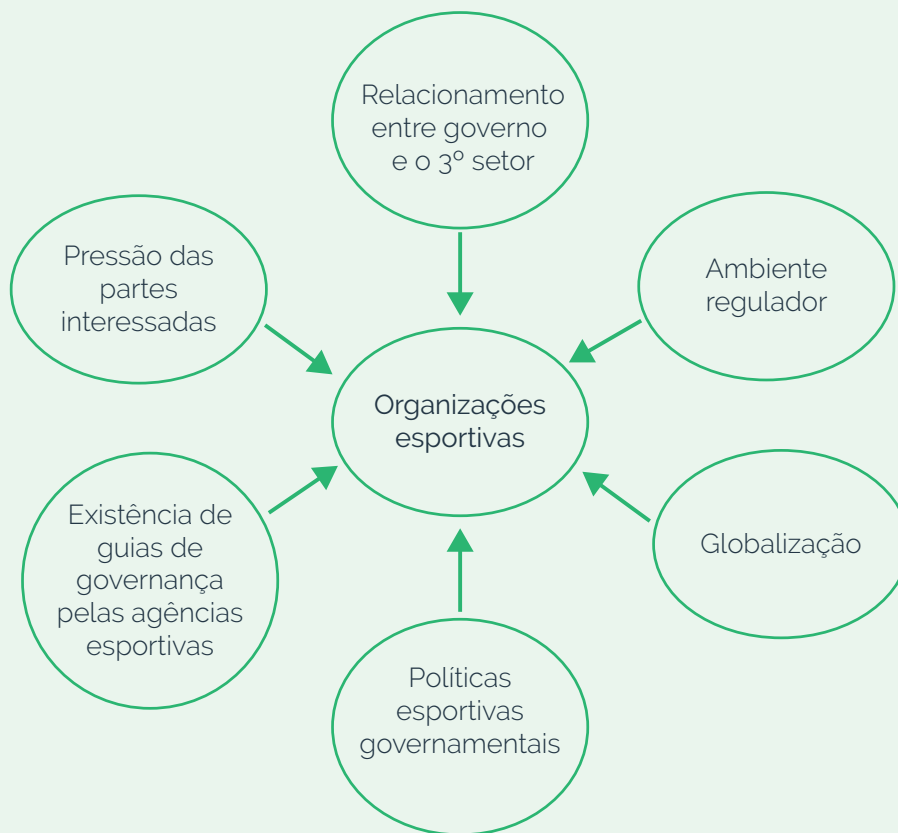 Relacionamento
entre governo
e o 3º setor
Pressão das
partes
interessadas
Ambiente
regulador
Organizações
esportivas
Existência de
guias de
governança
pelas agências
esportivas
Globalização
Políticas
esportivas
governamentais